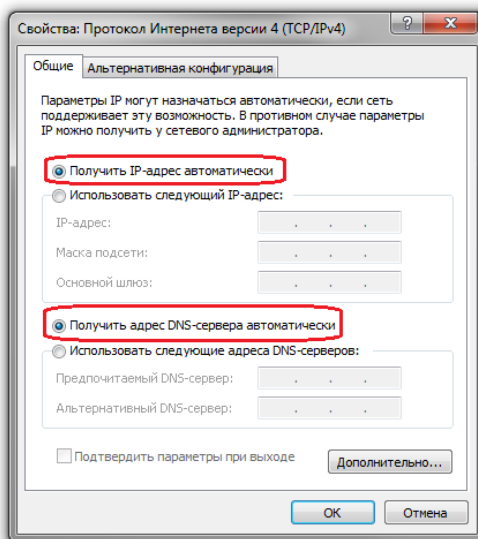 Свойства: Протокол Интернета версии 4 (TCP/IPv4)
Общие
Альтернативная конфигурация
Параметры IP могут назначаться автоматически, если сеть
поддерживает эту возможность. В противном случае параметры
IP можно получить у сетевого администратора.
Получить IP-адрес автоматически
Использовать следующий IP-адрес:
IP-адрес:
Маска подсети:
Основной шлюз:
Получить адрес DNS-сервера автоматически
Использовать следующие адреса DNS-серверов:
Предпочитаемый DNS-сервер:
Альтернативный DNS-сервер:
Подтвердить параметры при выходе
Дополнительно...
ОК
Отмена